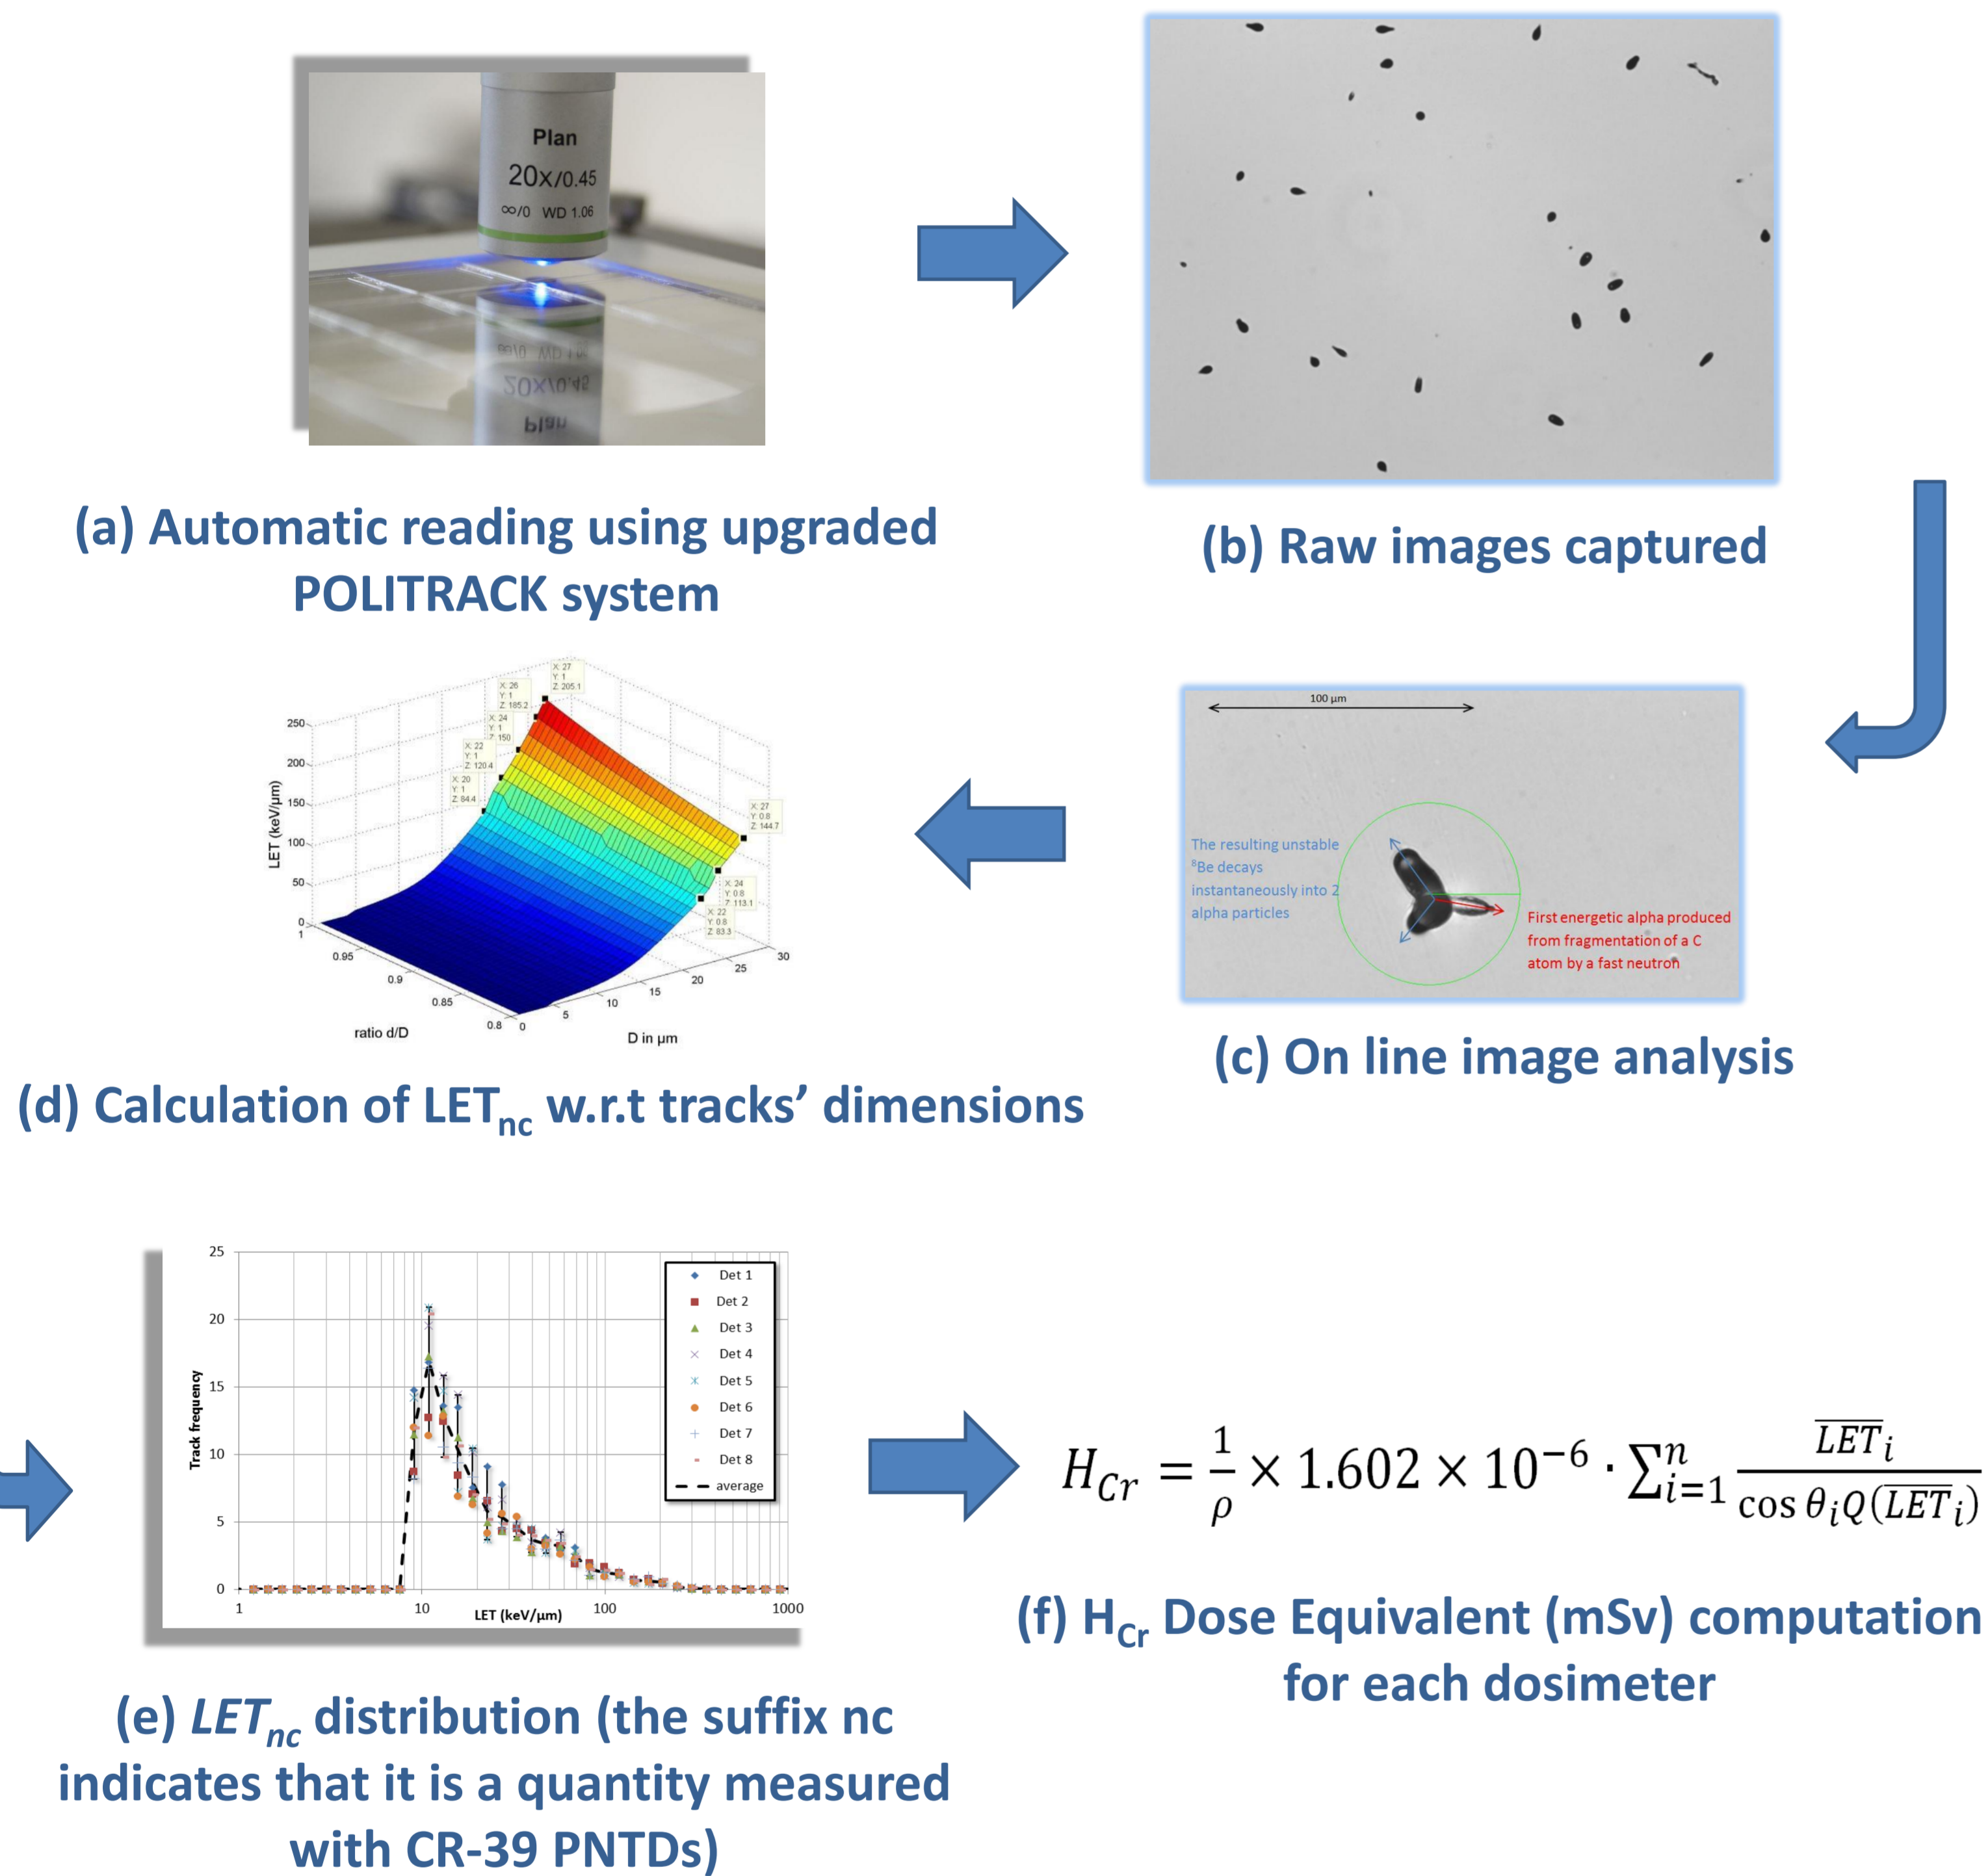 Plan
20X/0.45
∞/0 WD 1.06
(a) Automatic reading using upgraded
POLITRACK system
(b) Raw images captured
100 µm
The resulting unstable
⁸Be decays
instantaneously into 2
alpha particles
First energetic alpha produced
from fragmentation of a C
atom by a fast neutron
(c) On line image analysis
X: 27
Y: 1
Z: 205.1
X: 26
Y: 1
Z: 185.2
X: 24
Y: 1
Z: 150
X: 22
Y: 1
Z: 120.4
X: 20
Y: 1
Z: 84.4
X: 27
Y: 0.8
Z: 144.7
X: 24
Y: 0.8
Z: 113.1
X: 22
Y: 0.8
Z: 83.3
LET (keV/µm)
250
200
150
100
50
0
1
0.95
0.9
0.85
0.8
ratio d/D
0
5
10
15
20
25
30
D in µm
(d) Calculation of LETnc w.r.t tracks’ dimensions
Track frequency
25
20
15
10
5
0
1
10
100
1000
LET (keV/µm)
Det 1
Det 2
Det 3
Det 4
Det 5
Det 6
Det 7
Det 8
average
(e) LETnc distribution (the suffix nc
indicates that it is a quantity measured
with CR-39 PNTDs)
H_Cr = 1/ρ × 1.602 × 10⁻⁶ · ∑ⁿᵢ₌₁ L̅E̅T̅ᵢ / cos θᵢQ(L̅E̅T̅ᵢ)
(f) HCr Dose Equivalent (mSv) computation
for each dosimeter